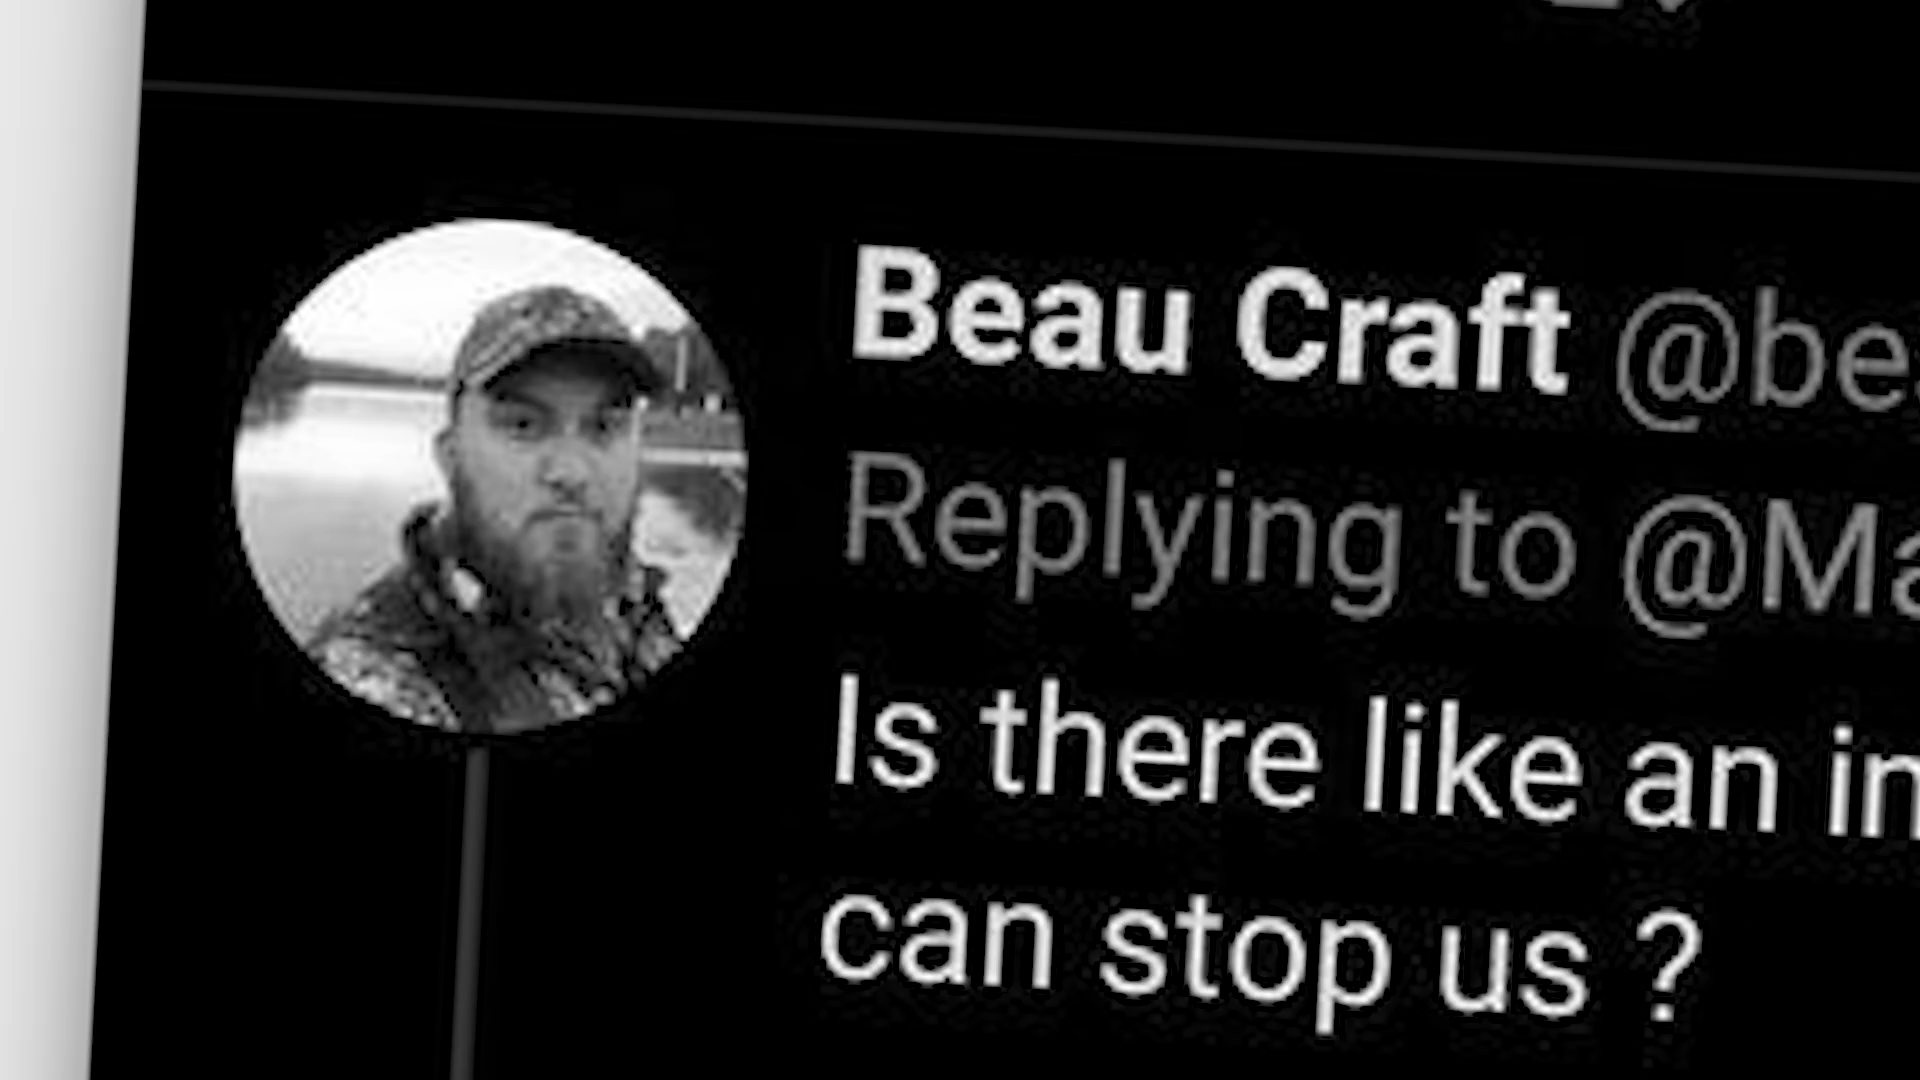 Beau Craft @be
Replying to @Ma
Is there like an in
can stop us ?